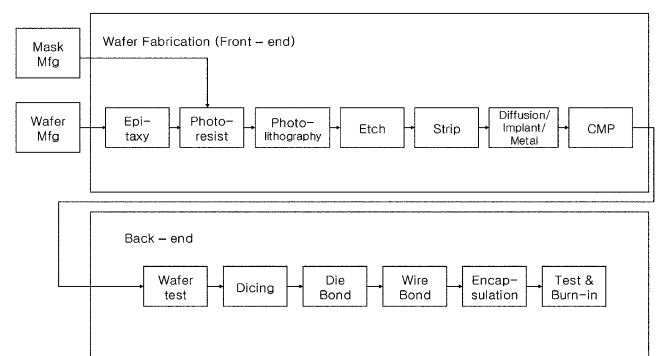 Mask
Mfg
Wafer Fabrication (Front – end)
Wafer
Mfg
Epi-
taxy
Photo-
resist
Photo-
lithography
Etch
Strip
Diffusion/
Implant/
Metal
CMP
Back – end
Wafer
test
Dicing
Die
Bond
Wire
Bond
Encap-
sulation
Test &
Burn-in